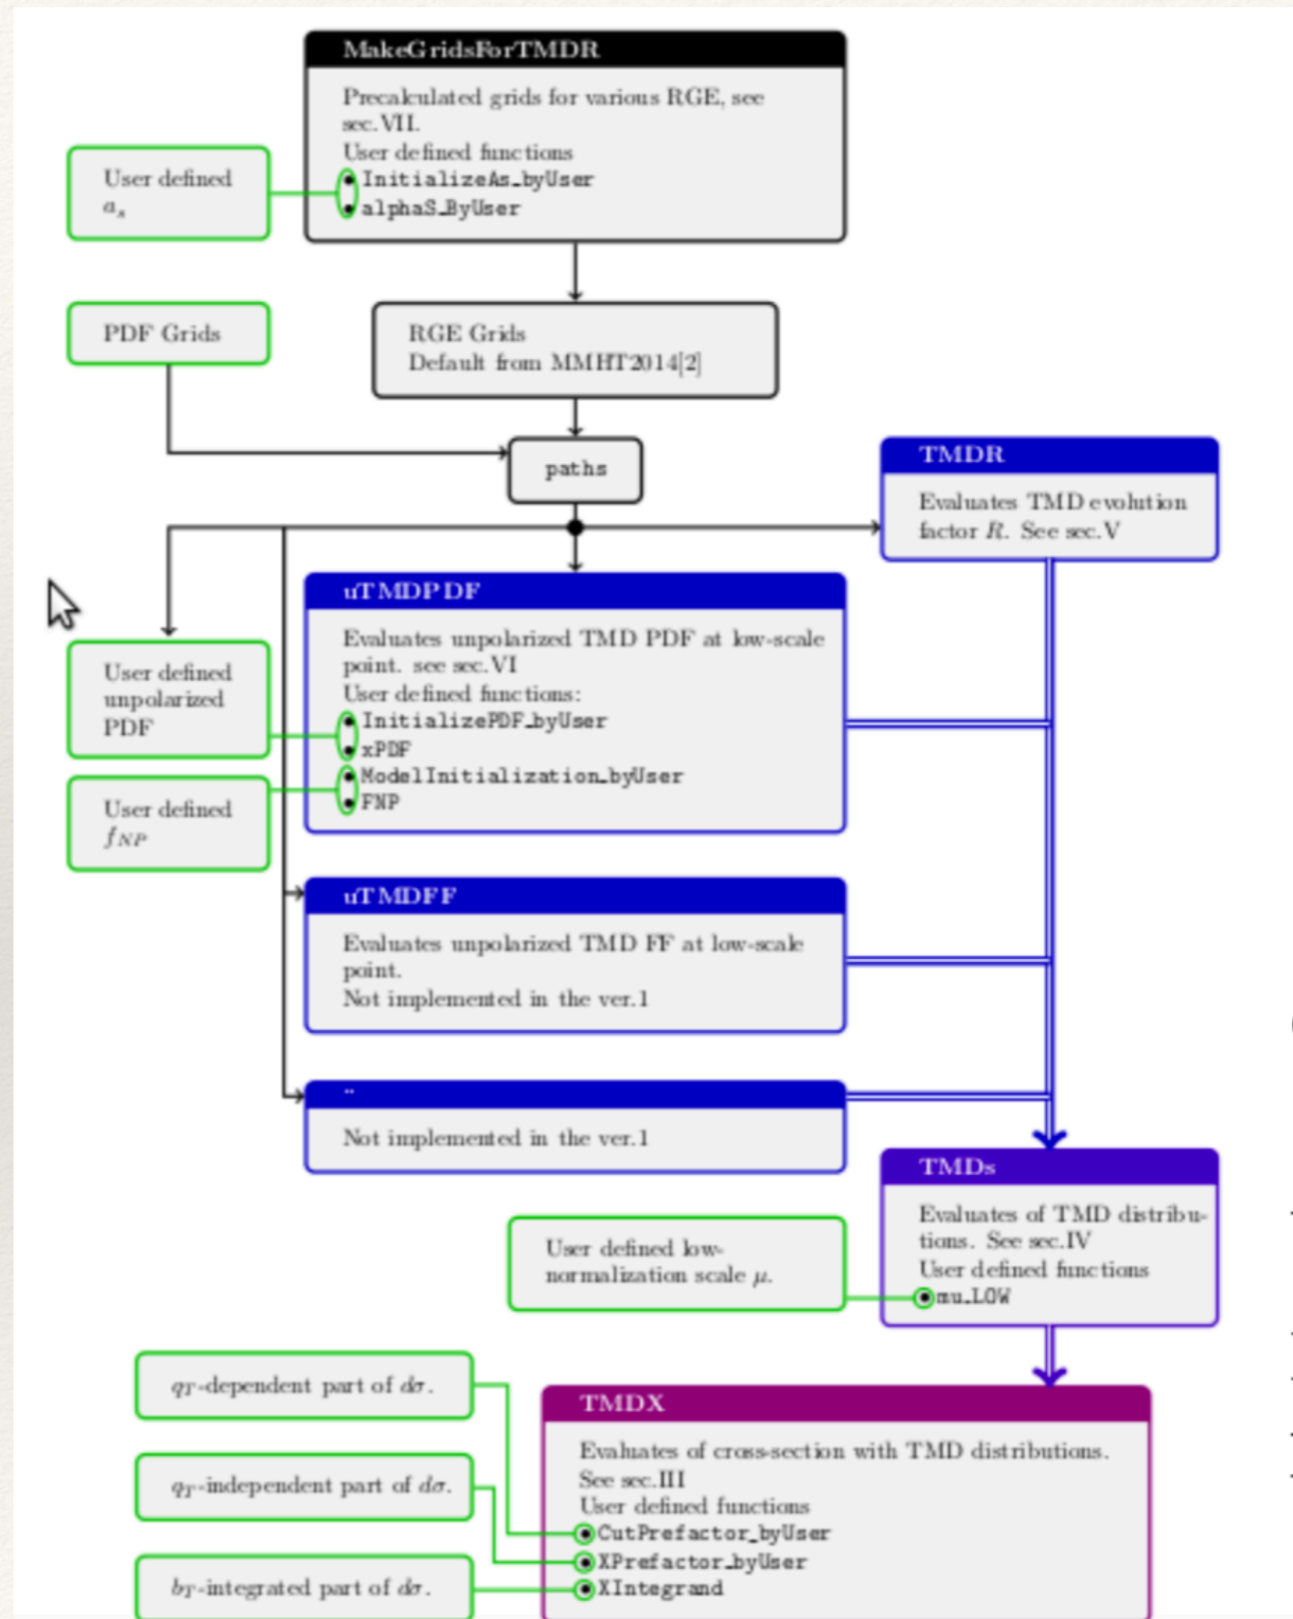 MakeGridsForTMDR
Precalculated grids for various RGE, see
sec.VII.
User defined functions
• InitializeAs_byUser
• alphaS_ByUser
User defined
aₛ
PDF Grids
RGE Grids
Default from MMHT2014[2]
paths
TMDR
Evaluates TMD evolution
factor R. See sec.V
uTMDPDF
Evaluates unpolarized TMD PDF at low-scale
point. see sec.VI
User defined functions:
• InitializePDF_byUser
• xPDF
• ModelInitialization_byUser
• FNP
User defined
unpolarized
PDF
User defined
f_NP
uTMDFF
Evaluates unpolarized TMD FF at low-scale
point.
Not implemented in the ver.1
..
Not implemented in the ver.1
TMDs
Evaluates of TMD distribu-
tions. See sec.IV
User defined functions
• mu_LOW
User defined low-
normalization scale μ.
q_T-dependent part of dσ.
q_T-independent part of dσ.
b_T-integrated part of dσ.
TMDX
Evaluates of cross-section with TMD distributions.
See sec.III
User defined functions
• CutPrefactor_byUser
• XPrefactor_byUser
• XIntegrand